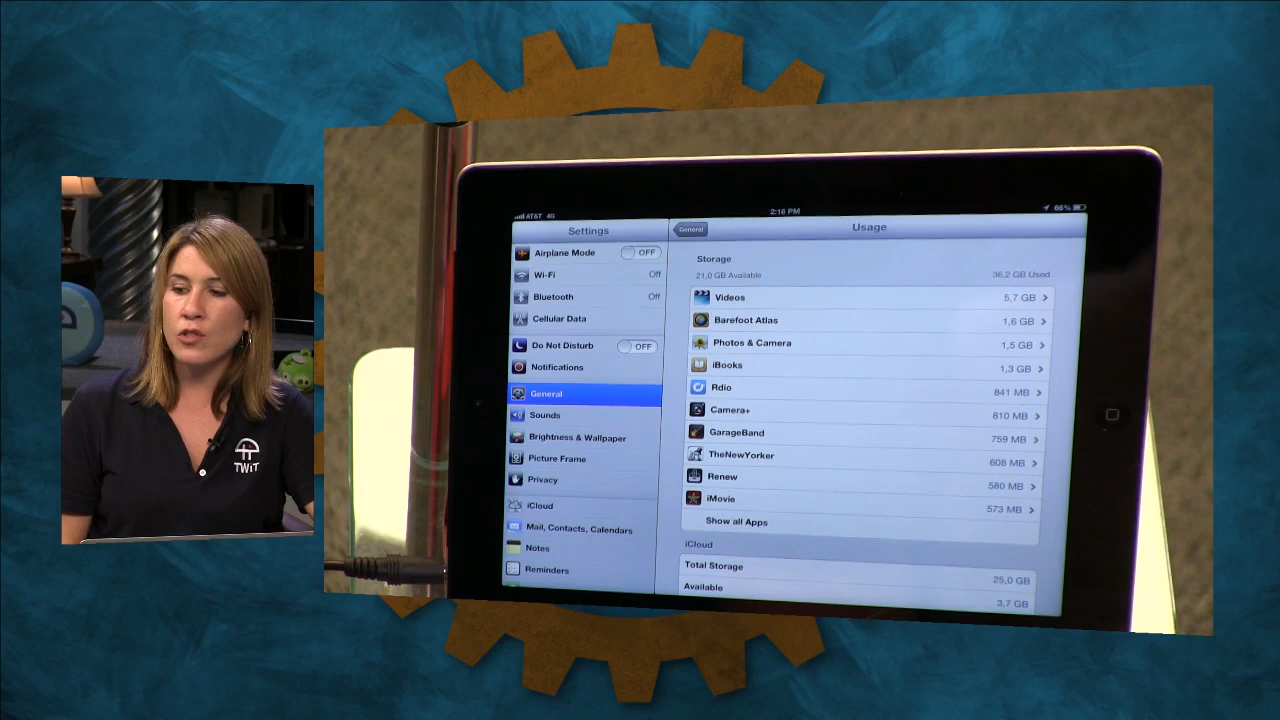 AT&T 4G
2:16 PM
66%
Settings
Airplane Mode OFF
Wi-Fi Off
Bluetooth Off
Cellular Data
Do Not Disturb OFF
Notifications
General
Sounds
Brightness & Wallpaper
Picture Frame
Privacy
iCloud
Mail, Contacts, Calendars
Notes
Reminders
General
Usage
Storage
21,0 GB Available 36,2 GB Used
Videos 5,7 GB
Barefoot Atlas 1,6 GB
Photos & Camera 1,5 GB
iBooks 1,3 GB
Rdio 841 MB
Camera+ 810 MB
GarageBand 759 MB
TheNewYorker 608 MB
Renew 580 MB
iMovie 573 MB
Show all Apps
iCloud
Total Storage 25,0 GB
Available 3,7 GB
TWiT